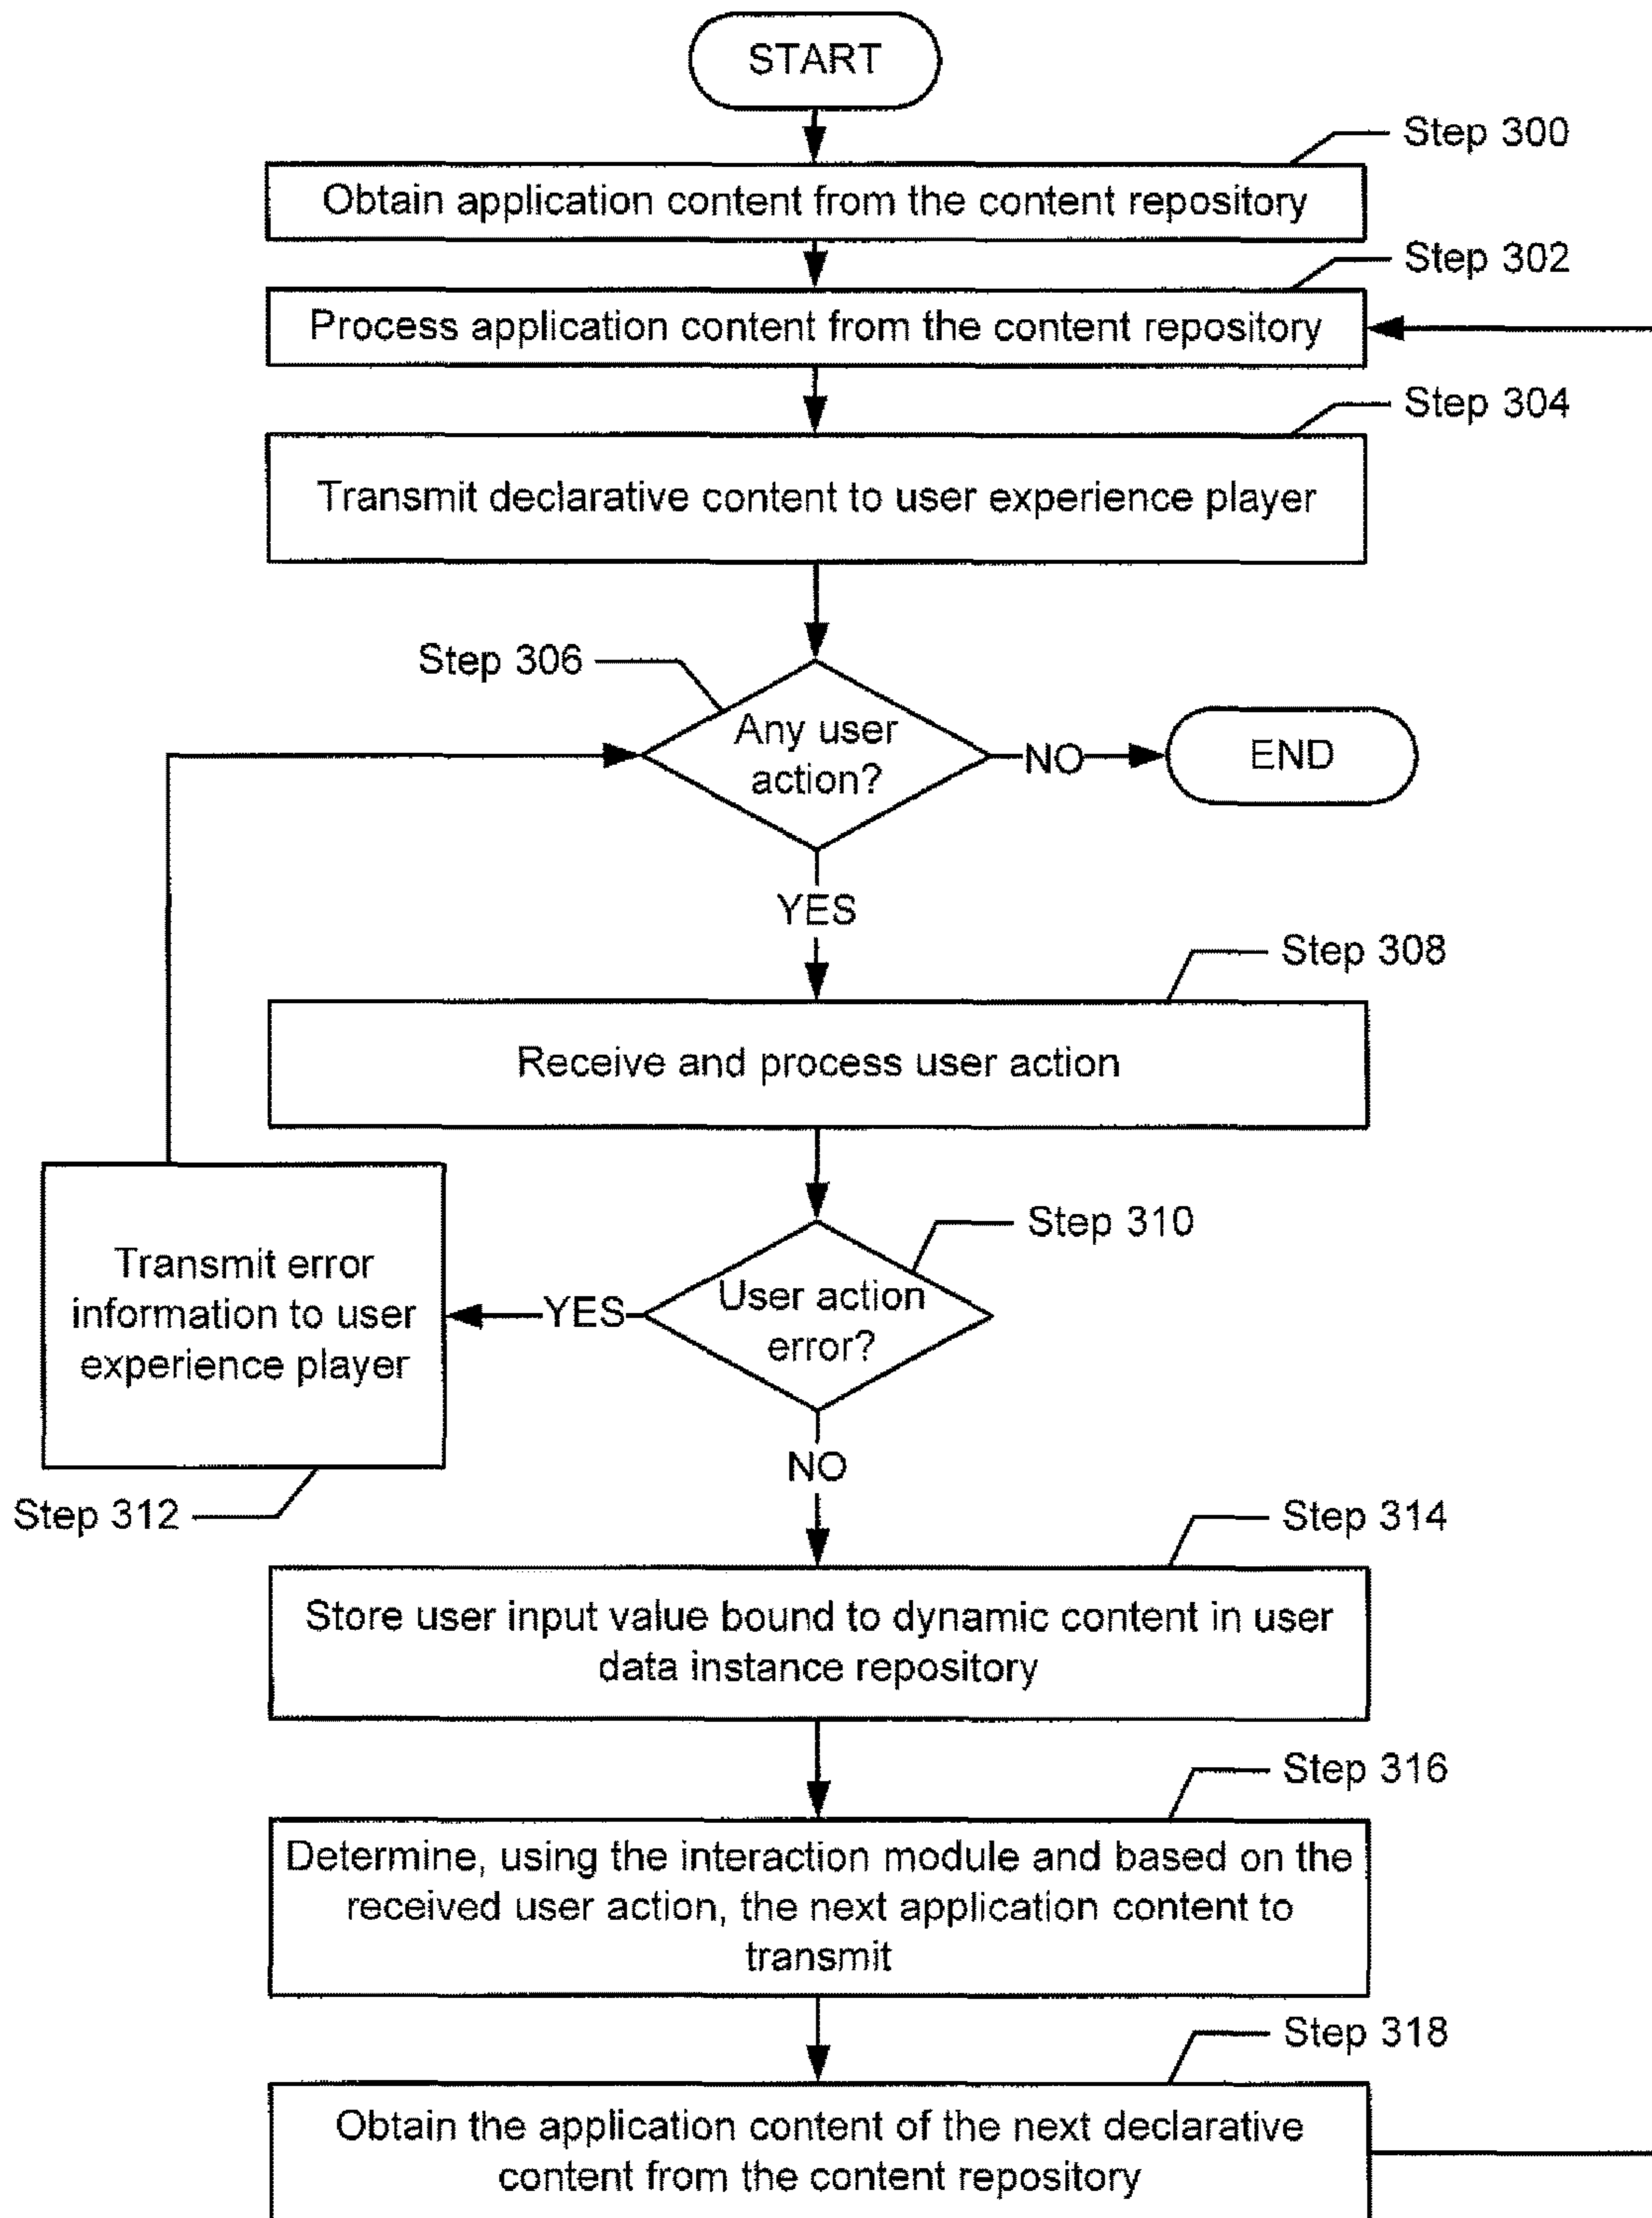 START
Step 300
Obtain application content from the content repository
Step 302
Process application content from the content repository
Step 304
Transmit declarative content to user experience player
Step 306
Any user
action?
NO
END
YES
Step 308
Receive and process user action
Step 310
User action
error?
YES
Transmit error
information to user
experience player
Step 312
NO
Step 314
Store user input value bound to dynamic content in user
data instance repository
Step 316
Determine, using the interaction module and based on the
received user action, the next application content to
transmit
Step 318
Obtain the application content of the next declarative
content from the content repository